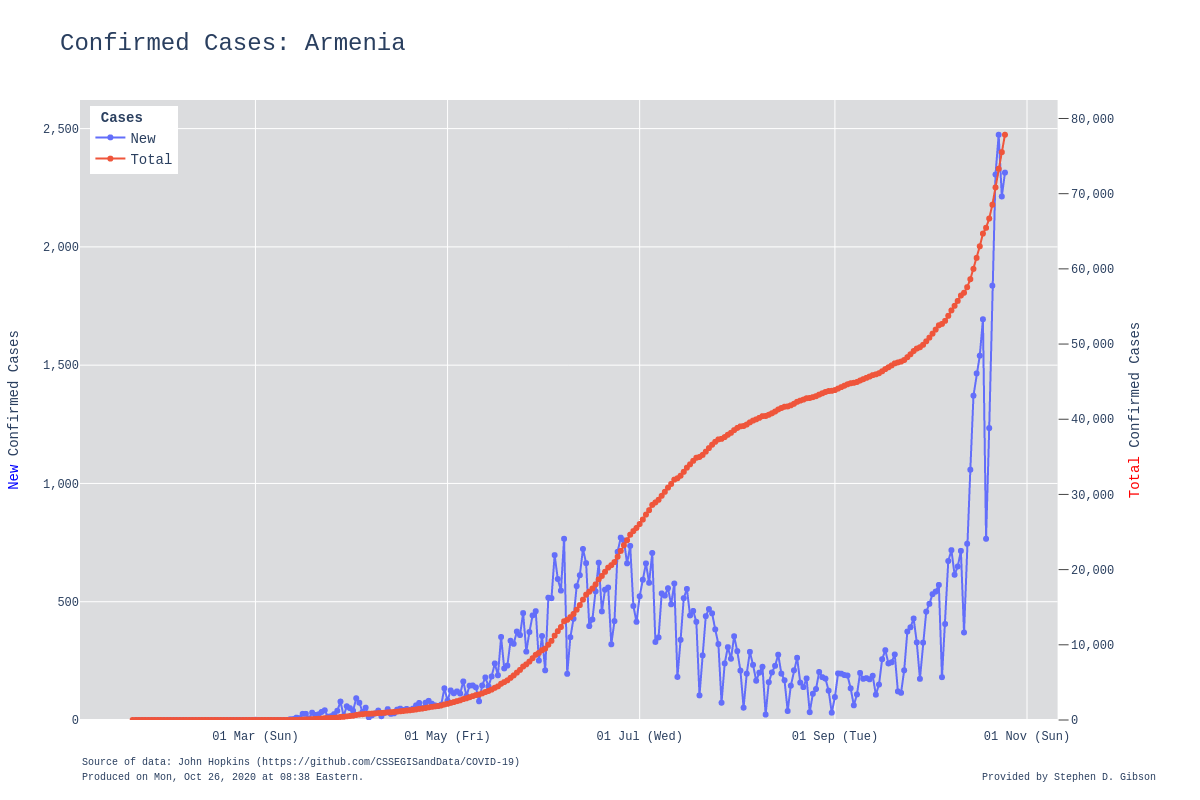 Confirmed Cases: Armenia
Cases
New
Total
2,500
2,000
1,500
1,000
500
0
80,000
70,000
60,000
50,000
40,000
30,000
20,000
10,000
0
New Confirmed Cases
Total Confirmed Cases
01 Mar (Sun)
01 May (Fri)
01 Jul (Wed)
01 Sep (Tue)
01 Nov (Sun)
Source of data: John Hopkins (https://github.com/CSSEGISandData/COVID-19)
Produced on Mon, Oct 26, 2020 at 08:38 Eastern.
Provided by Stephen D. Gibson